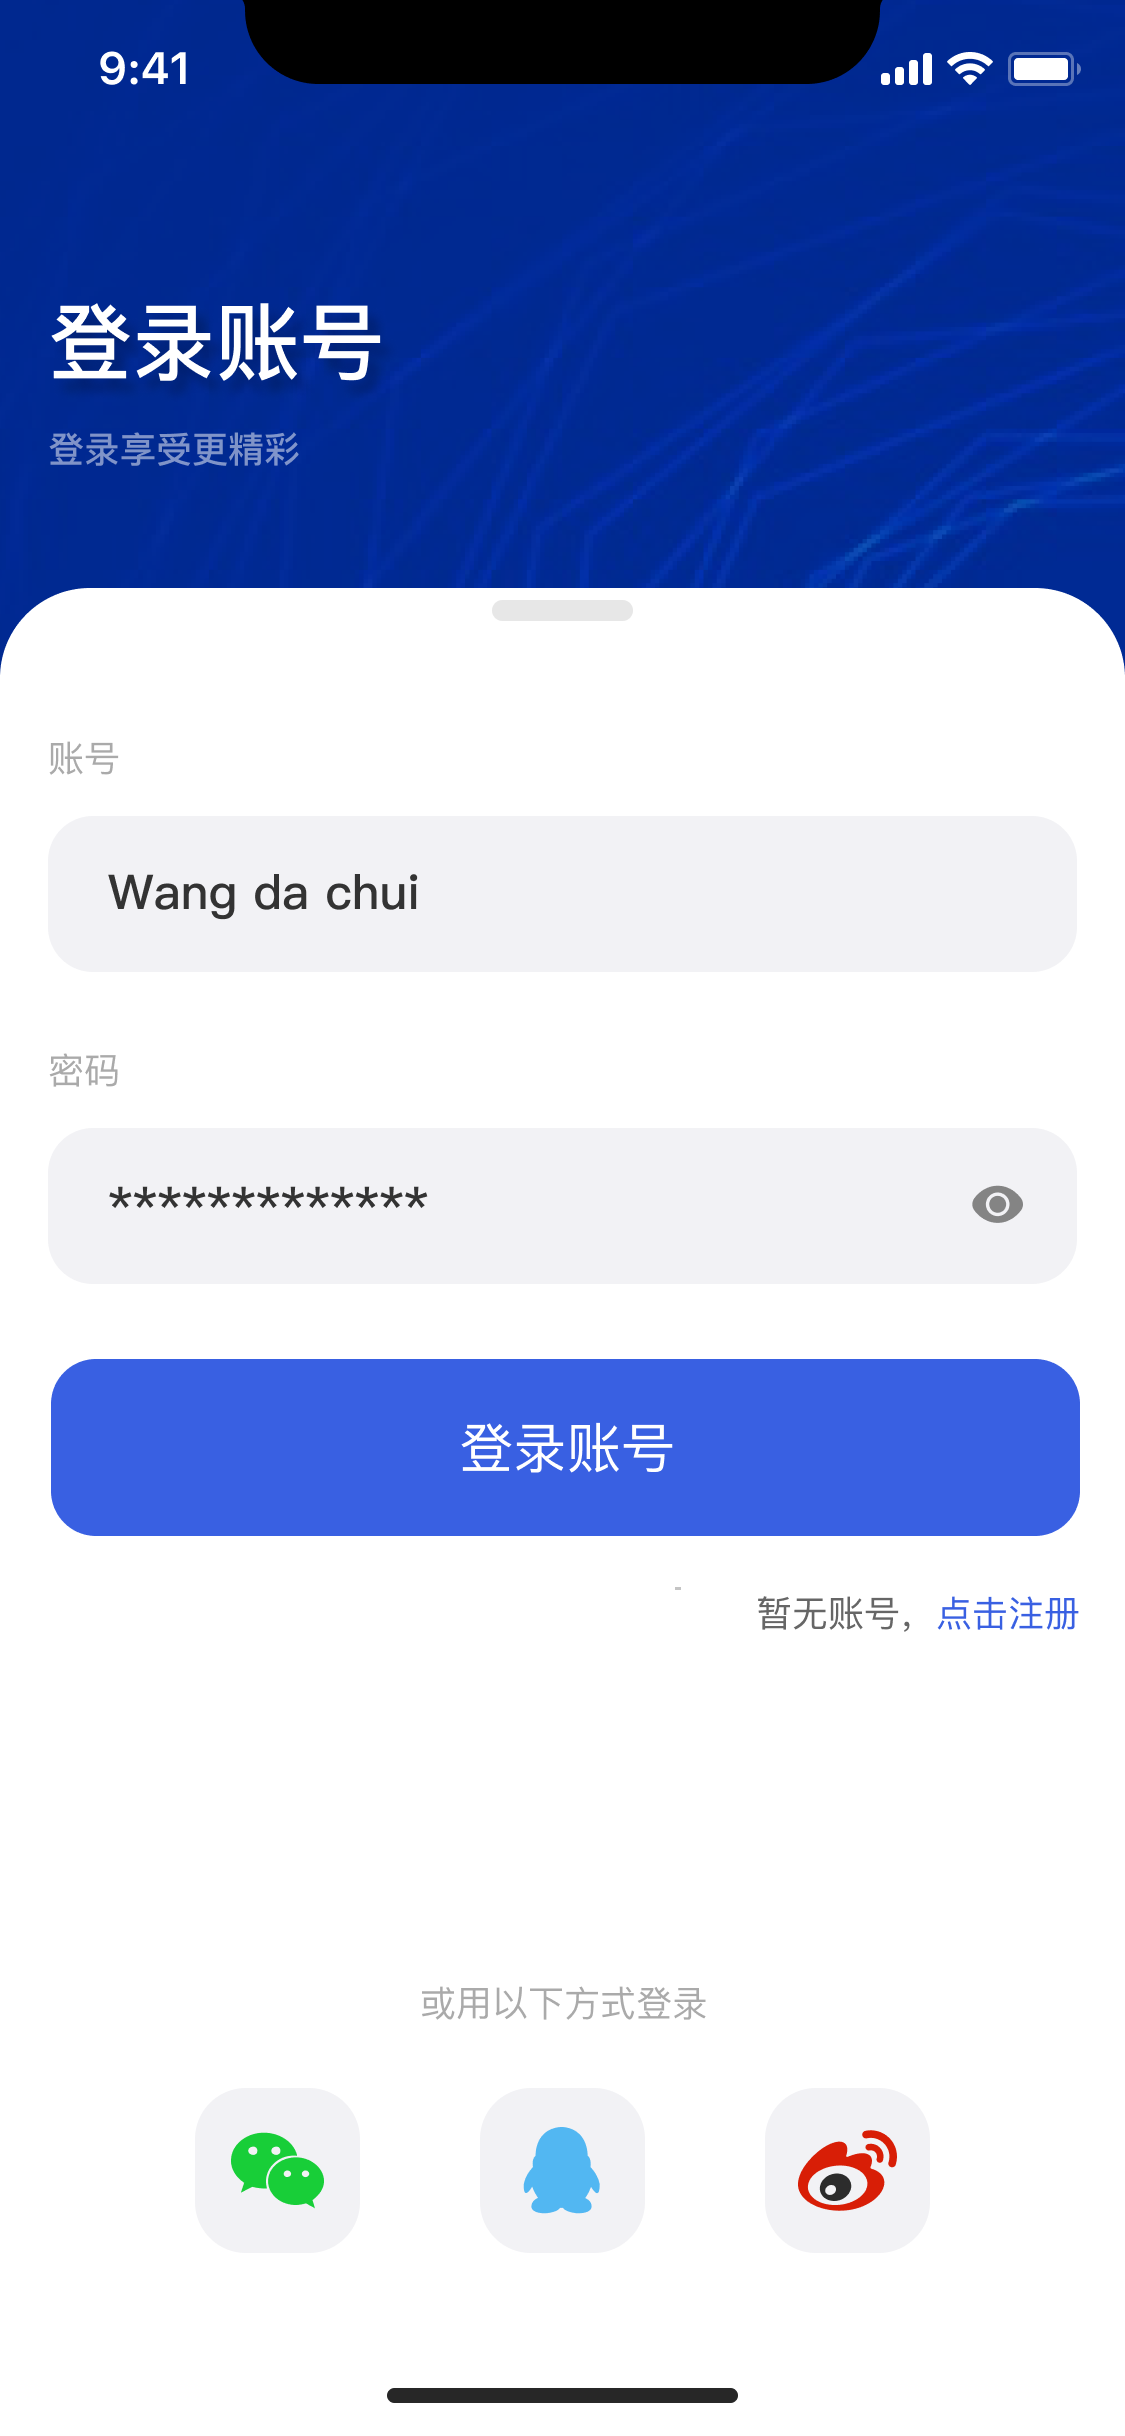 9:41
登录账号
登录享受更精彩
账号
Wang da chui
密码
*************
登录账号
暂无账号，点击注册
或用以下方式登录